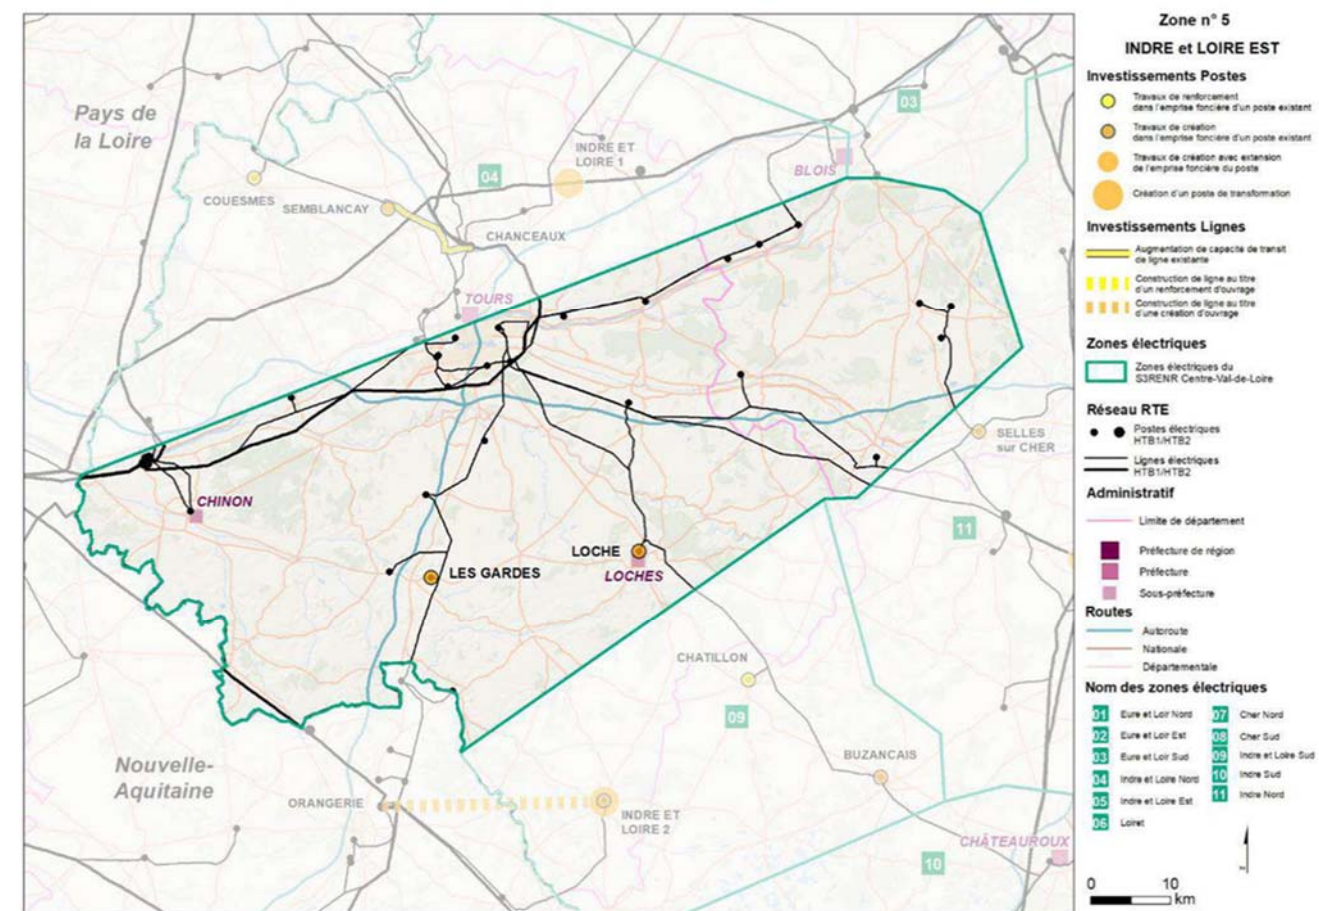 Pays de
la Loire
COUESMES
SEMBLANCAY
04
INDRE ET
LOIRE 1
CHANCEAUX
TOURS
03
BLOIS
SELLES
sur CHER
11
CHINON
LES GARDES
LOCHE
LOCHES
CHATILLON
09
BUZANCAIS
Nouvelle-
Aquitaine
ORANGERIE
INDRE ET
LOIRE 2
CHÂTEAUROUX
10
Zone n° 5
INDRE et LOIRE EST
Investissements Postes
Travaux de renforcement
dans l'emprise foncière d'un poste existant
Travaux de création
dans l'emprise foncière d'un poste existant
Travaux de création avec extension
de l'emprise foncière du poste
Création d'un poste de transformation
Investissements Lignes
Augmentation de capacité de transit
de ligne existante
Construction de ligne au titre
d'un renforcement d'ouvrage
Construction de ligne au titre
d'une création d'ouvrage
Zones électriques
Zones électriques du
S3RENR Centre-Val-de-Loire
Réseau RTE
Postes électriques
HTB1/HTB2
Lignes électriques
HTB1/HTB2
Administratif
Limite de département
Préfecture de région
Préfecture
Sous-préfecture
Routes
Autoroute
Nationale
Départementale
Nom des zones électriques
01 Eure et Loir Nord
02 Eure et Loir Est
03 Eure et Loir Sud
04 Indre et Loire Nord
05 Indre et Loire Est
06 Loiret
07 Cher Nord
08 Cher Sud
09 Indre et Loire Sud
10 Indre Sud
11 Indre Nord
0 10
km